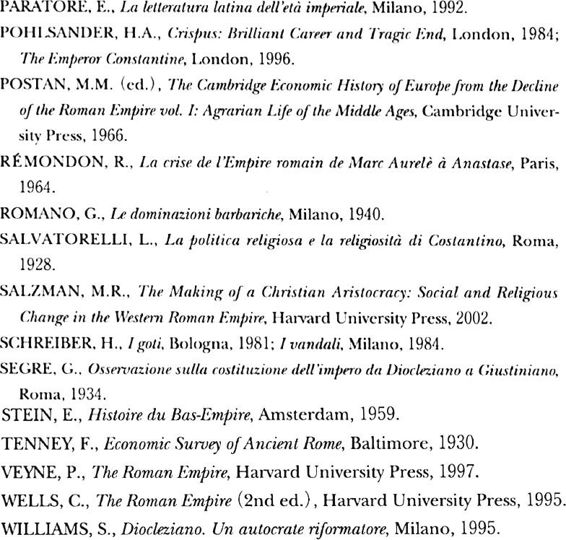 PARATORE, E., La letteratura latina dell'età imperiale, Milano, 1992.
POHLSANDER, H.A., Crispus: Brilliant Career and Tragic End, London, 1984;
The Emperor Constantine, London, 1996.
POSTAN, M.M. (ed.), The Cambridge Economic History of Europe from the Decline
of the Roman Empire vol. I: Agrarian Life of the Middle Ages, Cambridge Univer-
sity Press, 1966.
RÉMONDON, R., La crise de l'Empire romain de Marc Aurelè à Anastase, Paris,
1964.
ROMANO, G., Le dominazioni barbariche, Milano, 1940.
SALVATORELLI, L., La politica religiosa e la religiosità di Costantino, Roma,
1928.
SALZMAN, M.R., The Making of a Christian Aristocracy: Social and Religious
Change in the Western Roman Empire, Harvard University Press, 2002.
SCHREIBER, H., I goti, Bologna, 1981; I vandali, Milano, 1984.
SEGRE, G., Osservazione sulla costituzione dell'impero da Diocleziano a Giustiniano,
Roma, 1934.
STEIN, E., Histoire du Bas-Empire, Amsterdam, 1959.
TENNEY, F., Economic Survey of Ancient Rome, Baltimore, 1930.
VEYNE, P., The Roman Empire, Harvard University Press, 1997.
WELLS, C., The Roman Empire (2nd ed.), Harvard University Press, 1995.
WILLIAMS, S., Diocleziano. Un autocrate riformatore, Milano, 1995.